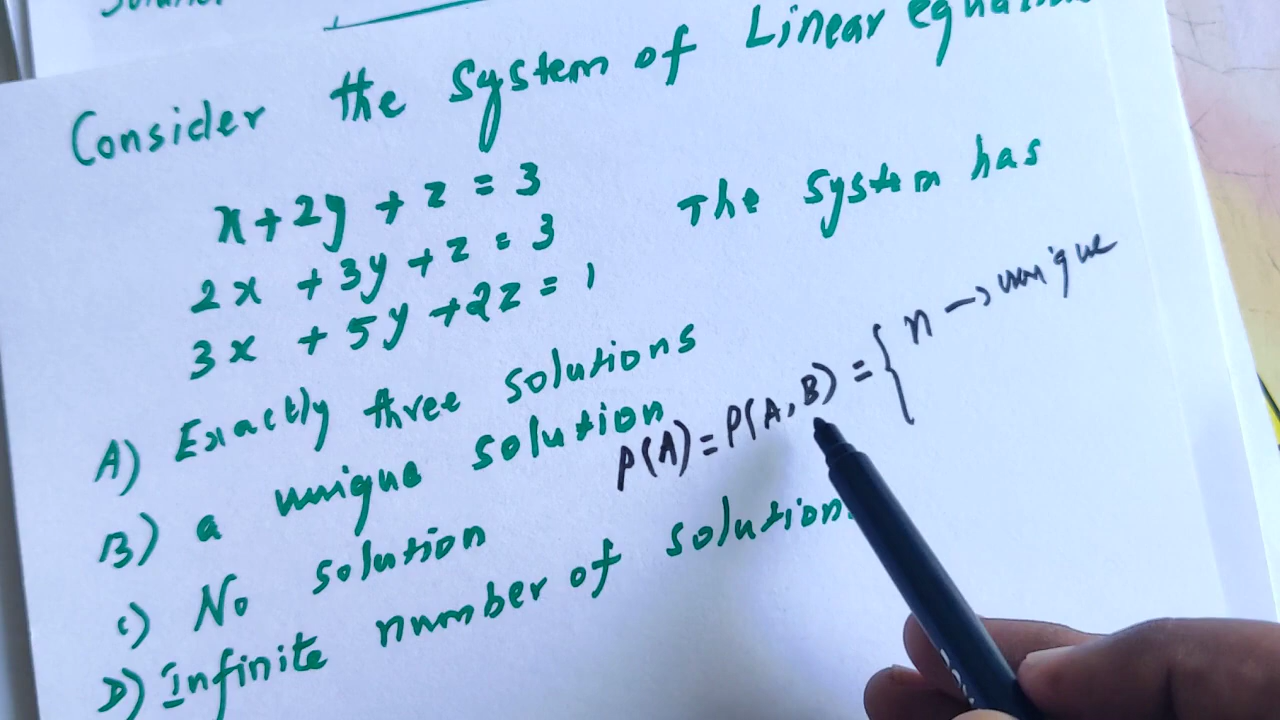 Consider the System of Linear
x + 2y + z = 3
2x + 3y + z = 3
3x + 5y + 2z = 1
The System has
A) Exactly three solutions
B) a unique solution
C) No solution
D) Infinite number of solution
ρ(A) = ρ(A, B) = { n → unique